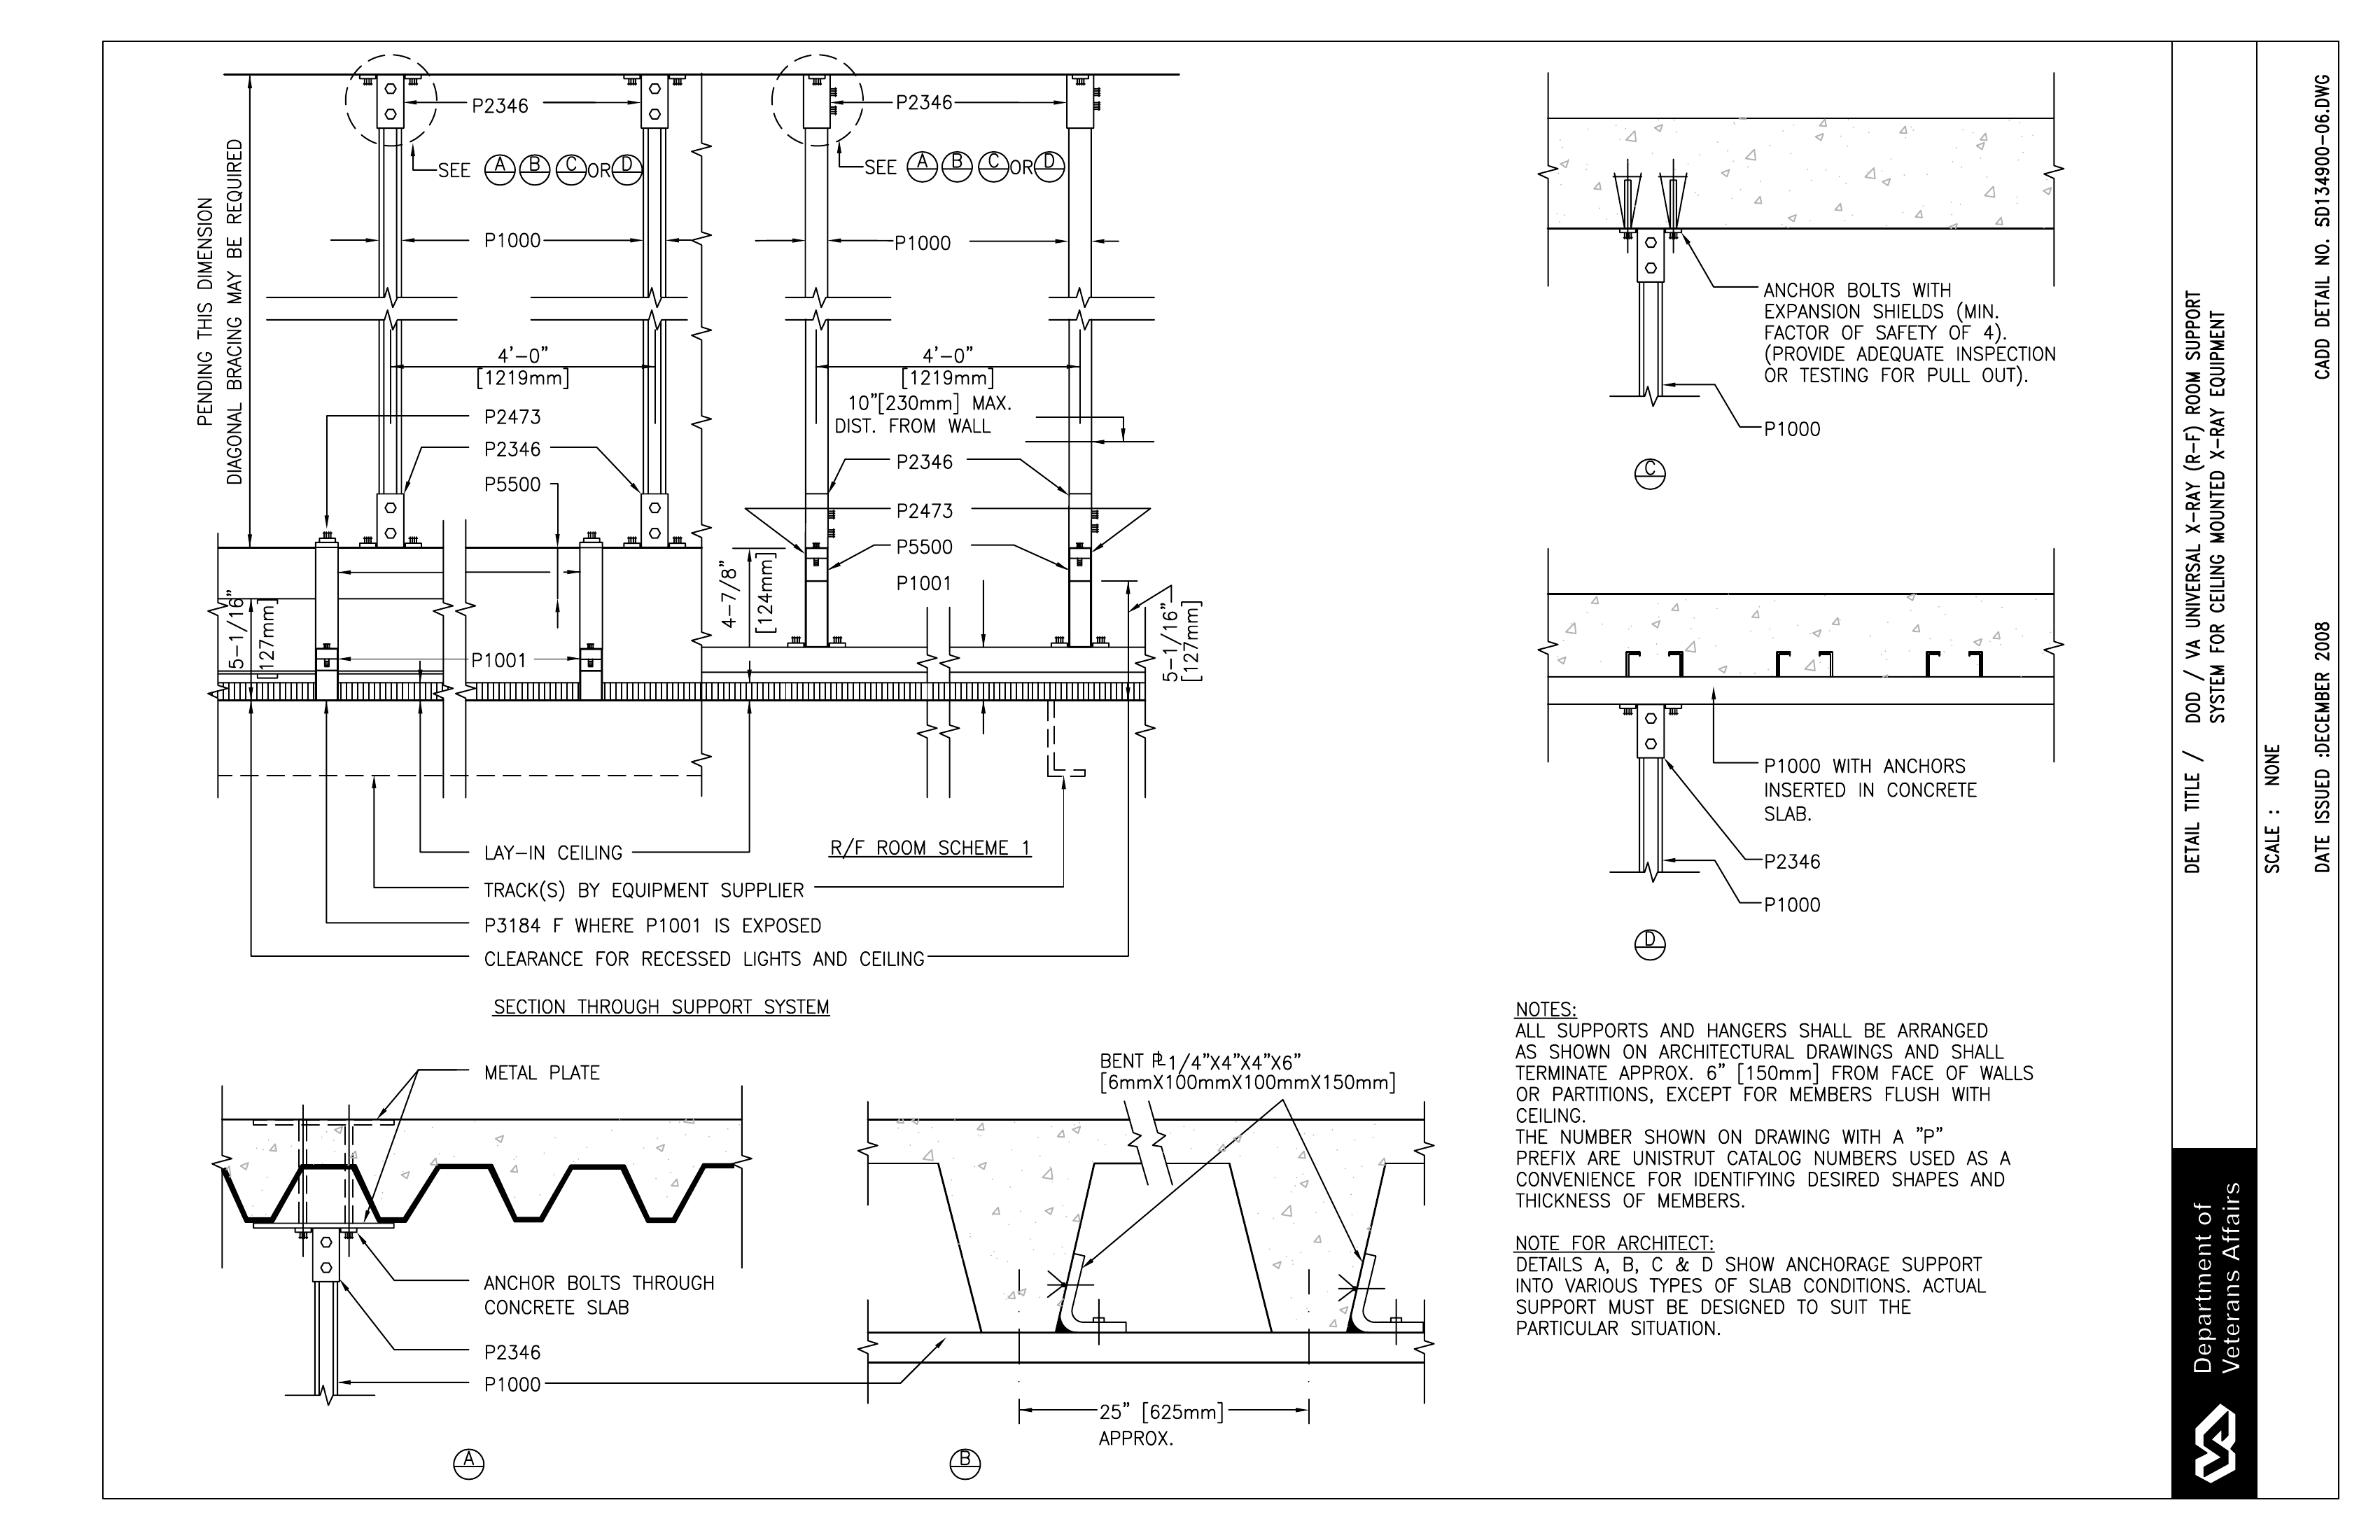 P2346
P2346
SEE A B C OR D
SEE A B C OR D
PENDING THIS DIMENSION
DIAGONAL BRACING MAY BE REQUIRED
P1000
P1000
4'-0"
[1219mm]
4'-0"
[1219mm]
10"[230mm] MAX.
DIST. FROM WALL
P2473
P2346
P5500
P2346
P2473
P5500
P1001
4-7/8"
[124mm]
5-1/16"
127mm]
P1001
5-1/16"
[127mm]
LAY-IN CEILING
R/F ROOM SCHEME 1
TRACK(S) BY EQUIPMENT SUPPLIER
P3184 F WHERE P1001 IS EXPOSED
CLEARANCE FOR RECESSED LIGHTS AND CEILING
SECTION THROUGH SUPPORT SYSTEM
METAL PLATE
ANCHOR BOLTS THROUGH
CONCRETE SLAB
P2346
P1000
A
BENT PL 1/4"X4"X4"X6"
[6mmX100mmX100mmX150mm]
25" [625mm]
APPROX.
B
ANCHOR BOLTS WITH
EXPANSION SHIELDS (MIN.
FACTOR OF SAFETY OF 4).
(PROVIDE ADEQUATE INSPECTION
OR TESTING FOR PULL OUT).
P1000
C
P1000 WITH ANCHORS
INSERTED IN CONCRETE
SLAB.
P2346
P1000
D
NOTES:
ALL SUPPORTS AND HANGERS SHALL BE ARRANGED
AS SHOWN ON ARCHITECTURAL DRAWINGS AND SHALL
TERMINATE APPROX. 6" [150mm] FROM FACE OF WALLS
OR PARTITIONS, EXCEPT FOR MEMBERS FLUSH WITH
CEILING.
THE NUMBER SHOWN ON DRAWING WITH A "P"
PREFIX ARE UNISTRUT CATALOG NUMBERS USED AS A
CONVENIENCE FOR IDENTIFYING DESIRED SHAPES AND
THICKNESS OF MEMBERS.
NOTE FOR ARCHITECT:
DETAILS A, B, C & D SHOW ANCHORAGE SUPPORT
INTO VARIOUS TYPES OF SLAB CONDITIONS. ACTUAL
SUPPORT MUST BE DESIGNED TO SUIT THE
PARTICULAR SITUATION.
DETAIL TITLE / DOD / VA UNIVERSAL X-RAY (R-F) ROOM SUPPORT
SYSTEM FOR CEILING MOUNTED X-RAY EQUIPMENT
SCALE : NONE
DATE ISSUED :DECEMBER 2008
CADD DETAIL NO. SD134900-06.DWG
Department of
Veterans Affairs